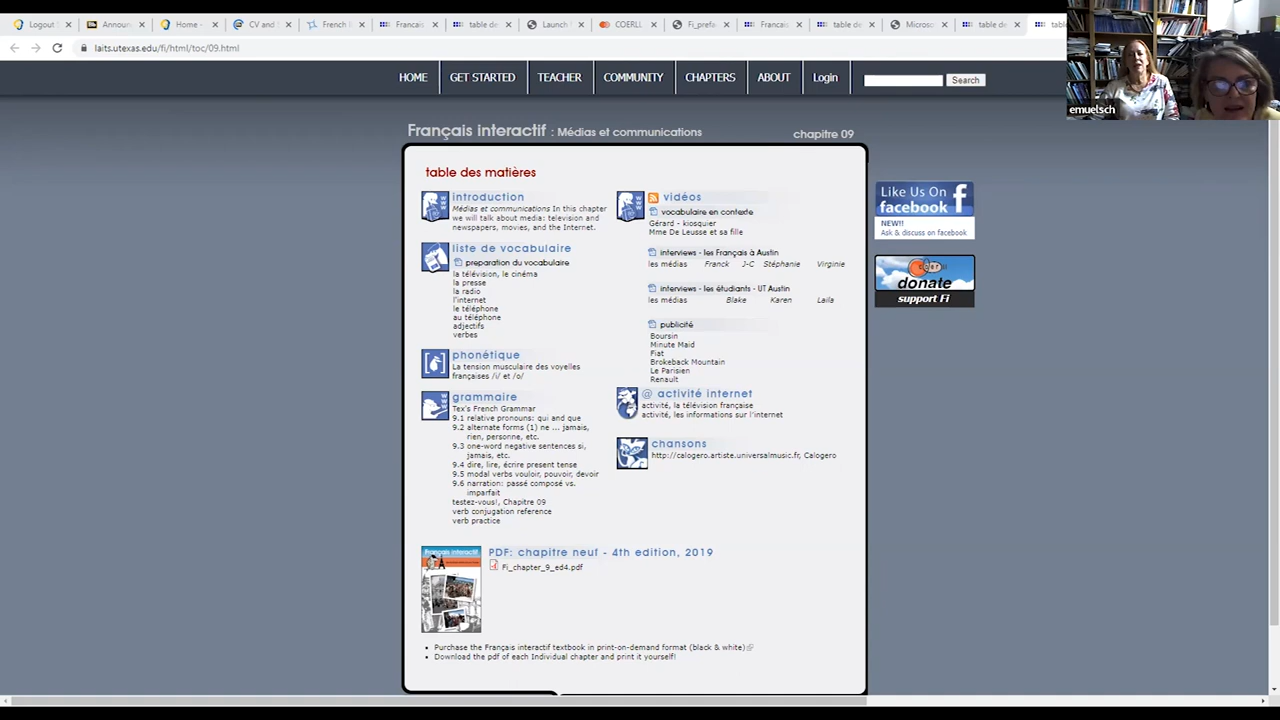 Logout
Announ
Home -
CV and
French I
Francais
table de
Launch
COERLL
Fi_prefa
Francais
table de
Microso
table de
table
laits.utexas.edu/fi/html/toc/09.html
HOME
GET STARTED
TEACHER
COMMUNITY
CHAPTERS
ABOUT
Login
Search
emuelsch
Français interactif : Médias et communications
chapitre 09
table des matières
introduction
Médias et communications In this chapter
we will talk about media: television and
newspapers, movies, and the Internet.
liste de vocabulaire
preparation du vocabulaire
la télévision, le cinéma
la presse
la radio
l'internet
le téléphone
au téléphone
adjectifs
verbes
phonétique
La tension musculaire des voyelles
françaises /i/ et /o/
grammaire
Tex's French Grammar
9.1 relative pronouns: qui and que
9.2 alternate forms (1) ne ... jamais,
rien, personne, etc.
9.3 one-word negative sentences si,
jamais, etc.
9.4 dire, lire, écrire present tense
9.5 modal verbs vouloir, pouvoir, devoir
9.6 narration: passé composé vs.
imparfait
testez-vous!, Chapitre 09
verb conjugation reference
verb practice
vidéos
vocabulaire en contexte
Gérard - kiosquier
Mme De Leusse et sa fille
interviews - les Français à Austin
les médias Franck J-C Stéphanie Virginie
interviews - les étudiants - UT Austin
les médias Blake Karen Laila
publicité
Boursin
Minute Maid
Fiat
Brokeback Mountain
Le Parisien
Renault
@ activité internet
activité, la télévision française
activité, les informations sur l'internet
chansons
http://calogero.artiste.universalmusic.fr, Calogero
Like Us On
facebook
NEW!!
Ask & discuss on facebook
donate
support Fi
Français interactif
PDF: chapitre neuf - 4th edition, 2019
Fi_chapter_9_ed4.pdf
• Purchase the Français interactif textbook in print-on-demand format (black & white)
• Download the pdf of each Individual chapter and print it yourself!